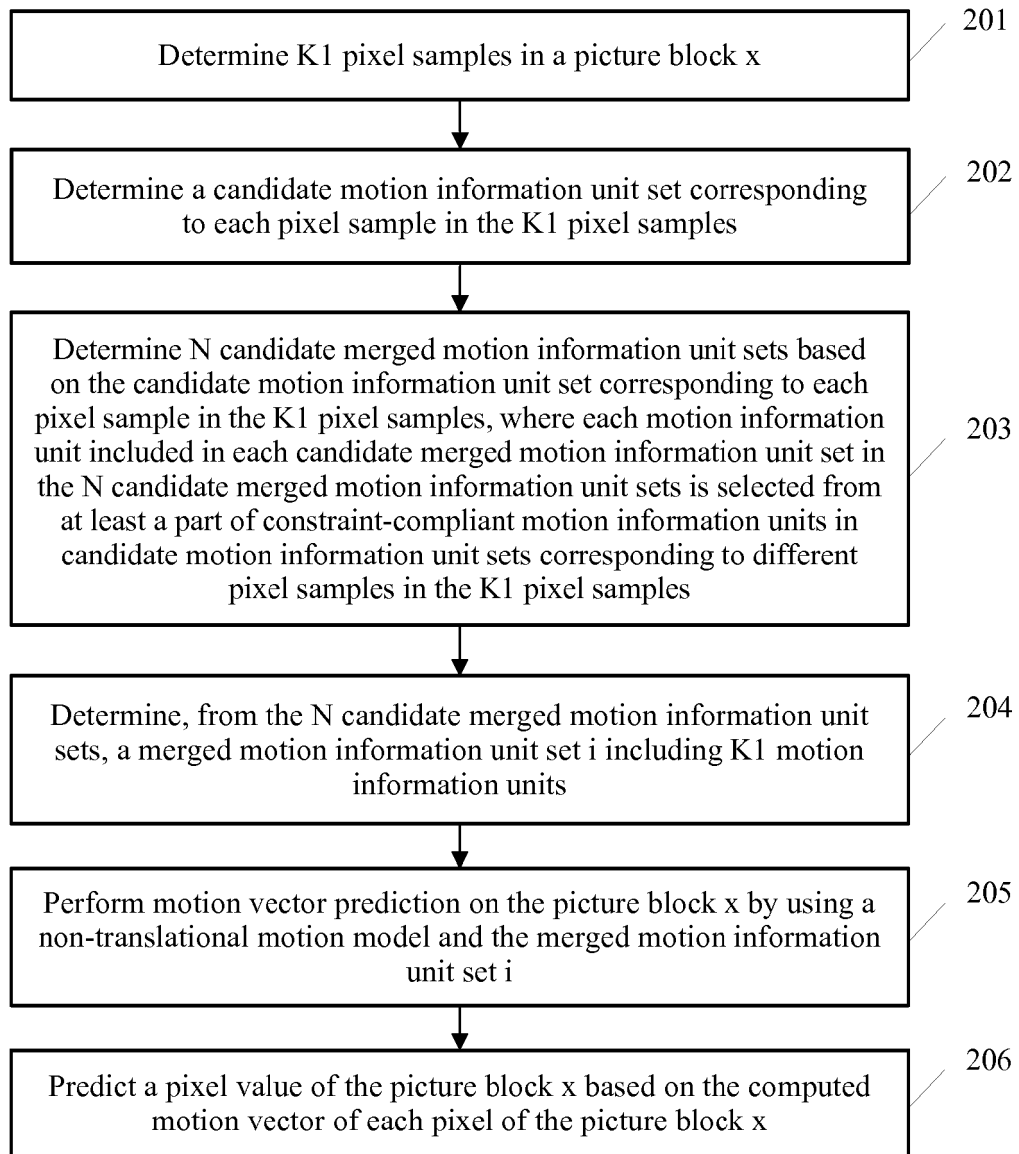 201
Determine K1 pixel samples in a picture block x
202
Determine a candidate motion information unit set corresponding
to each pixel sample in the K1 pixel samples
Determine N candidate merged motion information unit sets based
on the candidate motion information unit set corresponding to each
pixel sample in the K1 pixel samples, where each motion information
unit included in each candidate merged motion information unit set in
the N candidate merged motion information unit sets is selected from
at least a part of constraint-compliant motion information units in
candidate motion information unit sets corresponding to different
pixel samples in the K1 pixel samples
203
Determine, from the N candidate merged motion information unit
sets, a merged motion information unit set i including K1 motion
information units
204
Perform motion vector prediction on the picture block x by using a
non-translational motion model and the merged motion information
unit set i
205
Predict a pixel value of the picture block x based on the computed
motion vector of each pixel of the picture block x
206